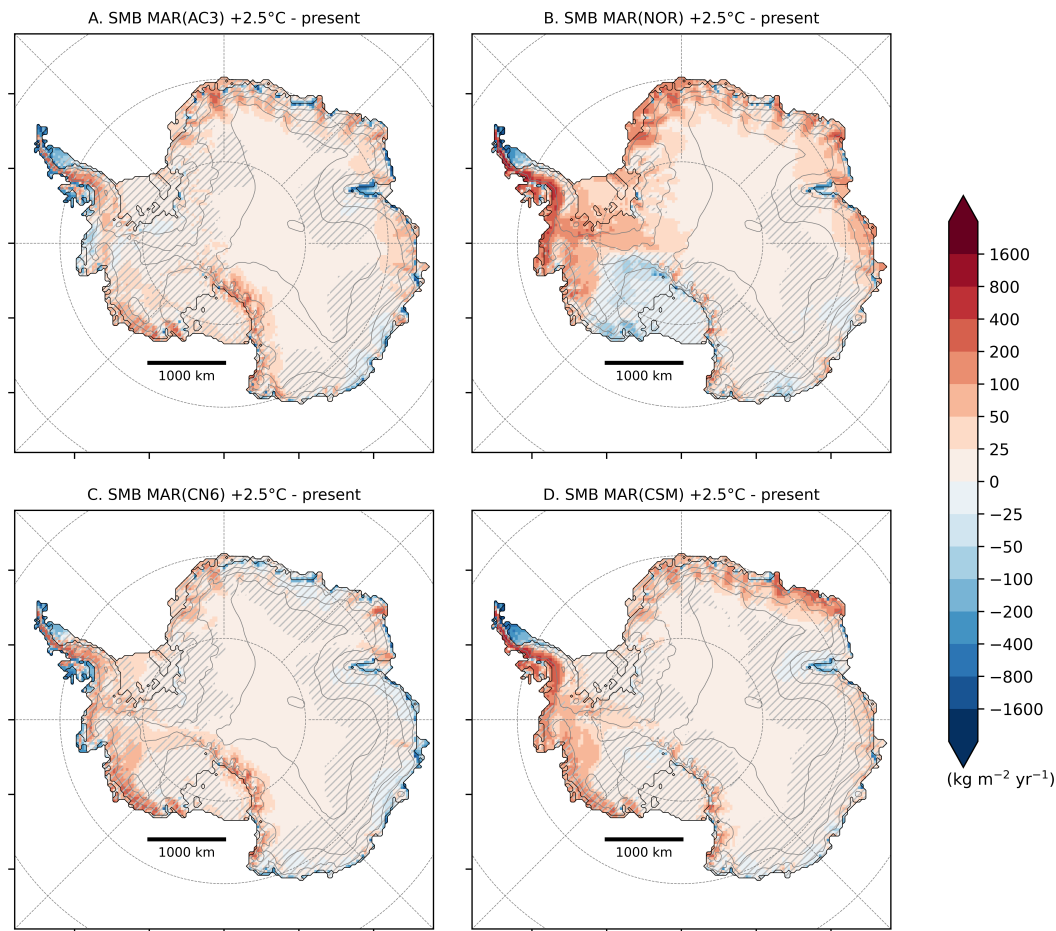 A. SMB MAR(AC3) +2.5°C - present
B. SMB MAR(NOR) +2.5°C - present
1000 km
1000 km
C. SMB MAR(CN6) +2.5°C - present
D. SMB MAR(CSM) +2.5°C - present
1000 km
1000 km
1600
800
400
200
100
50
25
0
−25
−50
−100
−200
−400
−800
−1600
(kg m⁻² yr⁻¹)